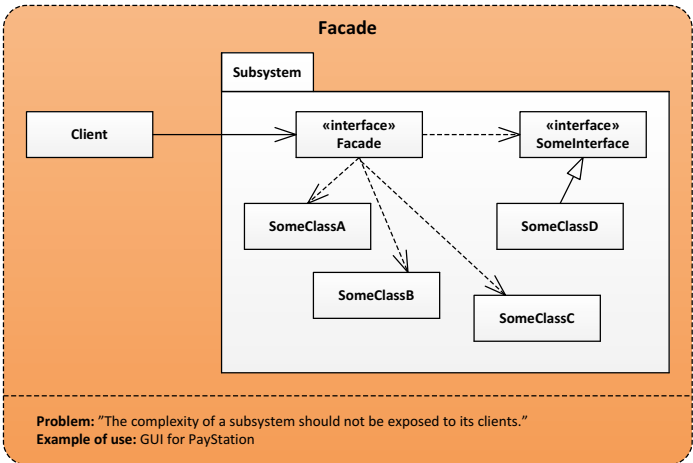 Facade
Subsystem
Client
«interface»
Facade
«interface»
SomeInterface
SomeClassA
SomeClassD
SomeClassB
SomeClassC
Problem: ”The complexity of a subsystem should not be exposed to its clients.”
Example of use: GUI for PayStation